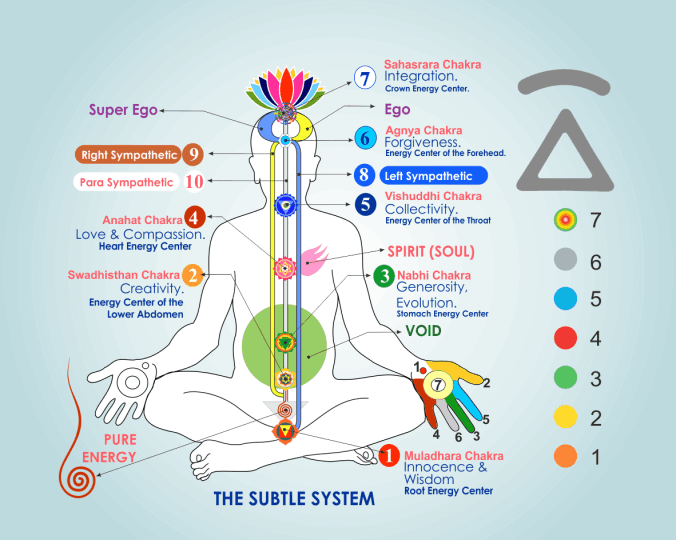 7
Sahasrara Chakra
Integration.
Crown Energy Center.
Super Ego
Ego
6
Agnya Chakra
Forgiveness.
Energy Center of the Forehead.
Right Sympathetic 9
8 Left Sympathetic
Para Sympathetic 10
5
Vishuddhi Chakra
Collectivity.
Energy Center of the Throat
Anahat Chakra 4
Love & Compassion.
Heart Energy Center
SPIRIT (SOUL)
Swadhisthan Chakra 2
Creativity.
Energy Center of the
Lower Abdomen
3 Nabhi Chakra
Generosity,
Evolution.
Stomach Energy Center
VOID
1
7
2
5
4
6
3
PURE
ENERGY
1 Muladhara Chakra
Innocence &
Wisdom
Root Energy Center
THE SUBTLE SYSTEM
7
6
5
4
3
2
1